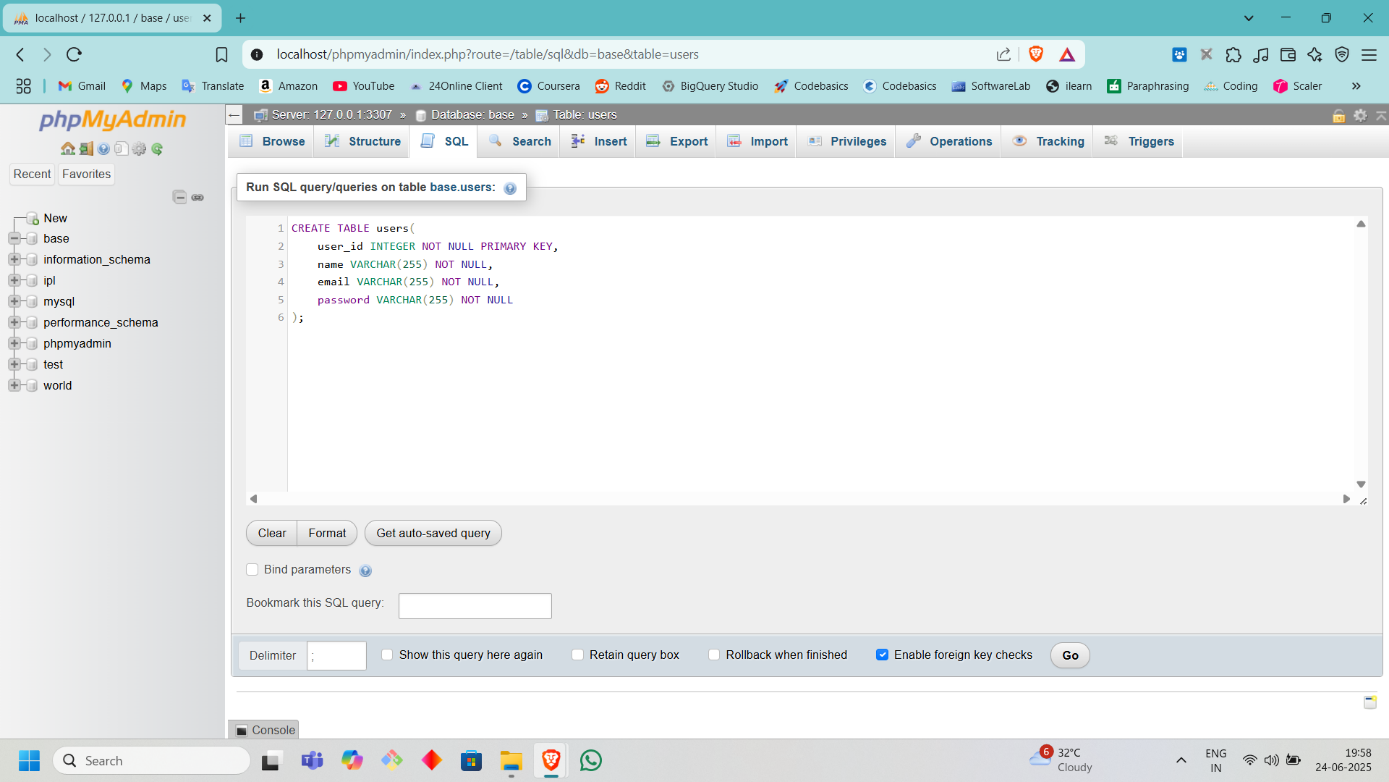 localhost / 127.0.0.1 / base / use
localhost/phpmyadmin/index.php?route=/table/sql&db=base&table=users
Gmail Maps Translate Amazon YouTube 24Online Client Coursera Reddit BigQuery Studio Codebasics Codebasics SoftwareLab ilearn Paraphrasing Coding Scaler »
phpMyAdmin
Recent Favorites
New
base
information_schema
ipl
mysql
performance_schema
phpmyadmin
test
world
Server: 127.0.0.1:3307 » Database: base » Table: users
Browse Structure SQL Search Insert Export Import Privileges Operations Tracking Triggers
Run SQL query/queries on table base.users:
1 CREATE TABLE users(
2 user_id INTEGER NOT NULL PRIMARY KEY,
3 name VARCHAR(255) NOT NULL,
4 email VARCHAR(255) NOT NULL,
5 password VARCHAR(255) NOT NULL
6 );
Clear Format Get auto-saved query
Bind parameters
Bookmark this SQL query:
Delimiter ; Show this query here again Retain query box Rollback when finished Enable foreign key checks Go
Console
Search
6 32°C
Cloudy
ENG
IN
19:58
24-06-2025